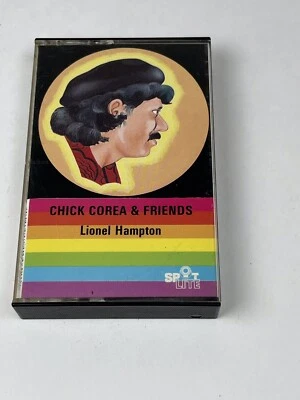 CHICK COREA & FRIENDS
Lionel Hampton
SPOT
LITE